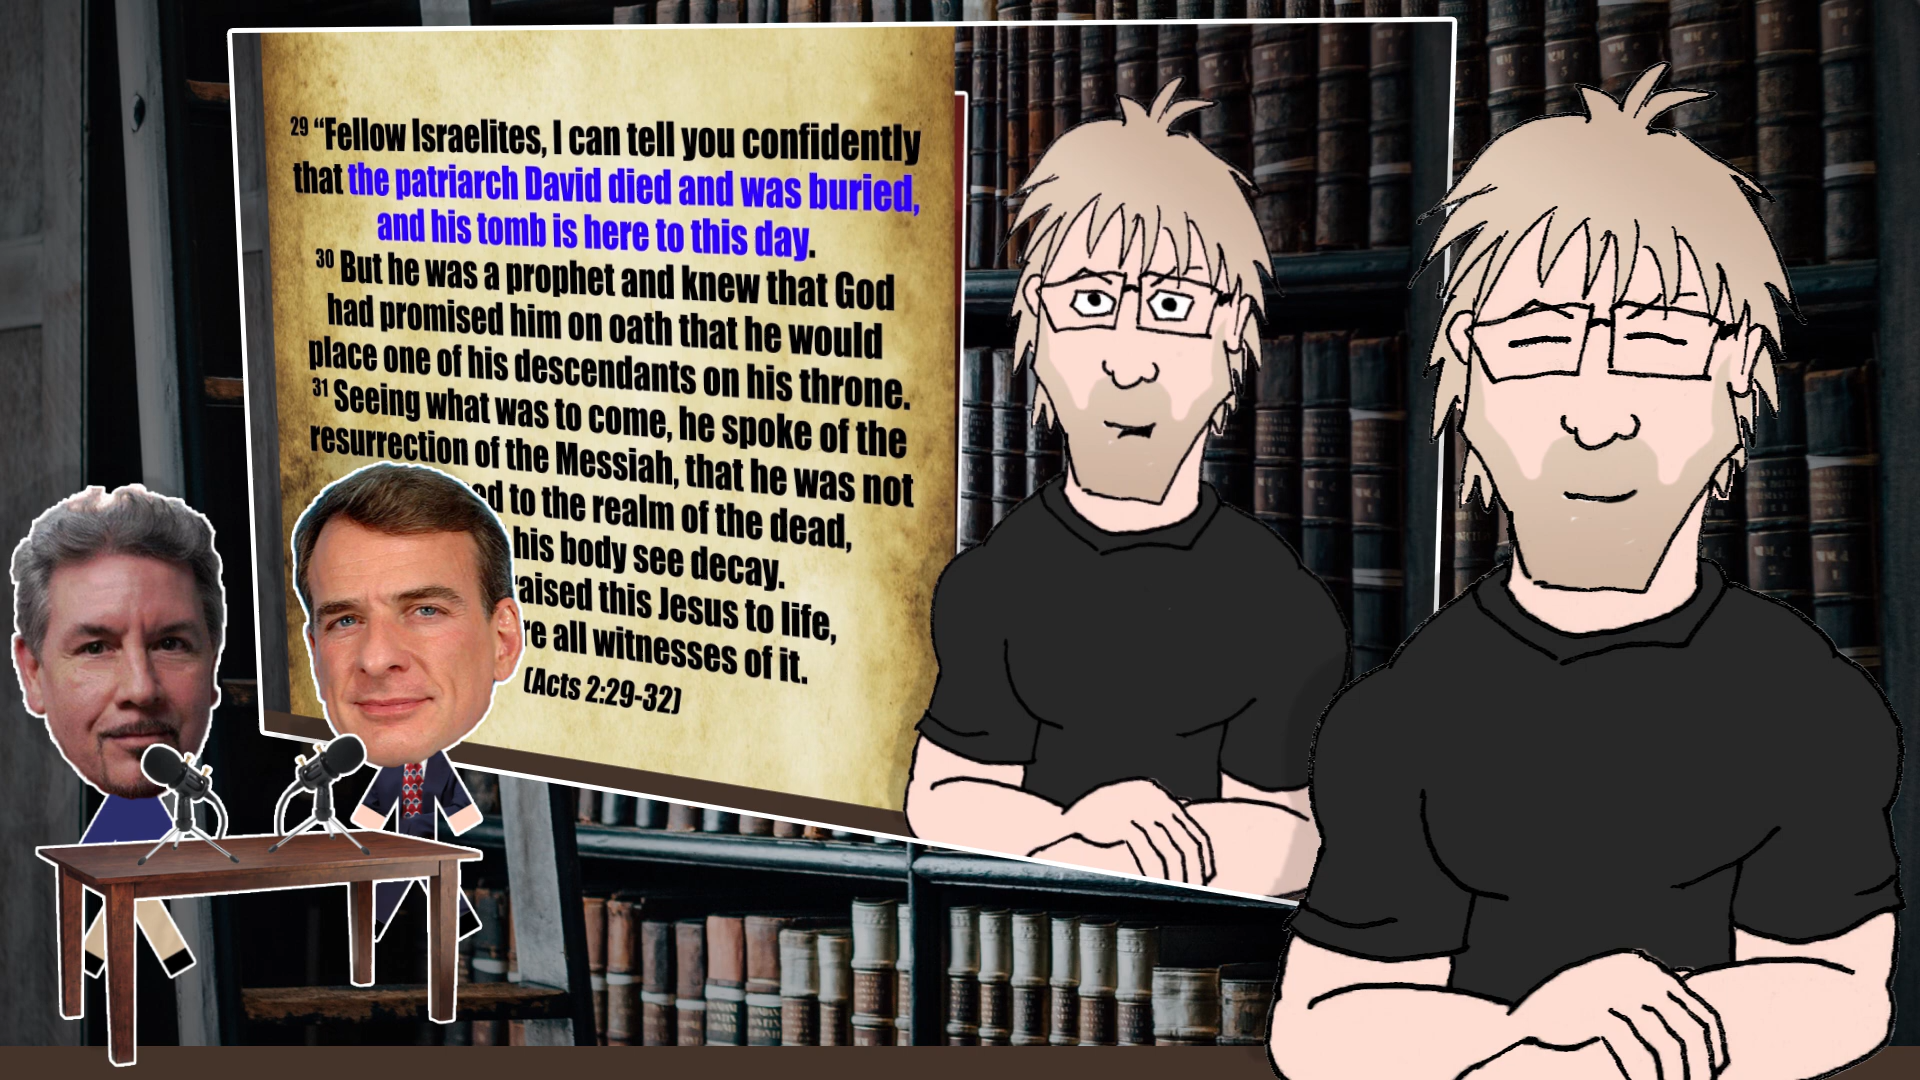 29 “Fellow Israelites, I can tell you confidently
that the patriarch David died and was buried,
and his tomb is here to this day.
30 But he was a prophet and knew that God
had promised him on oath that he would
place one of his descendants on his throne.
31 Seeing what was to come, he spoke of the
resurrection of the Messiah, that he was not
to the realm of the dead,
his body see decay.
raised this Jesus to life,
all witnesses of it.
(Acts 2:29-32)